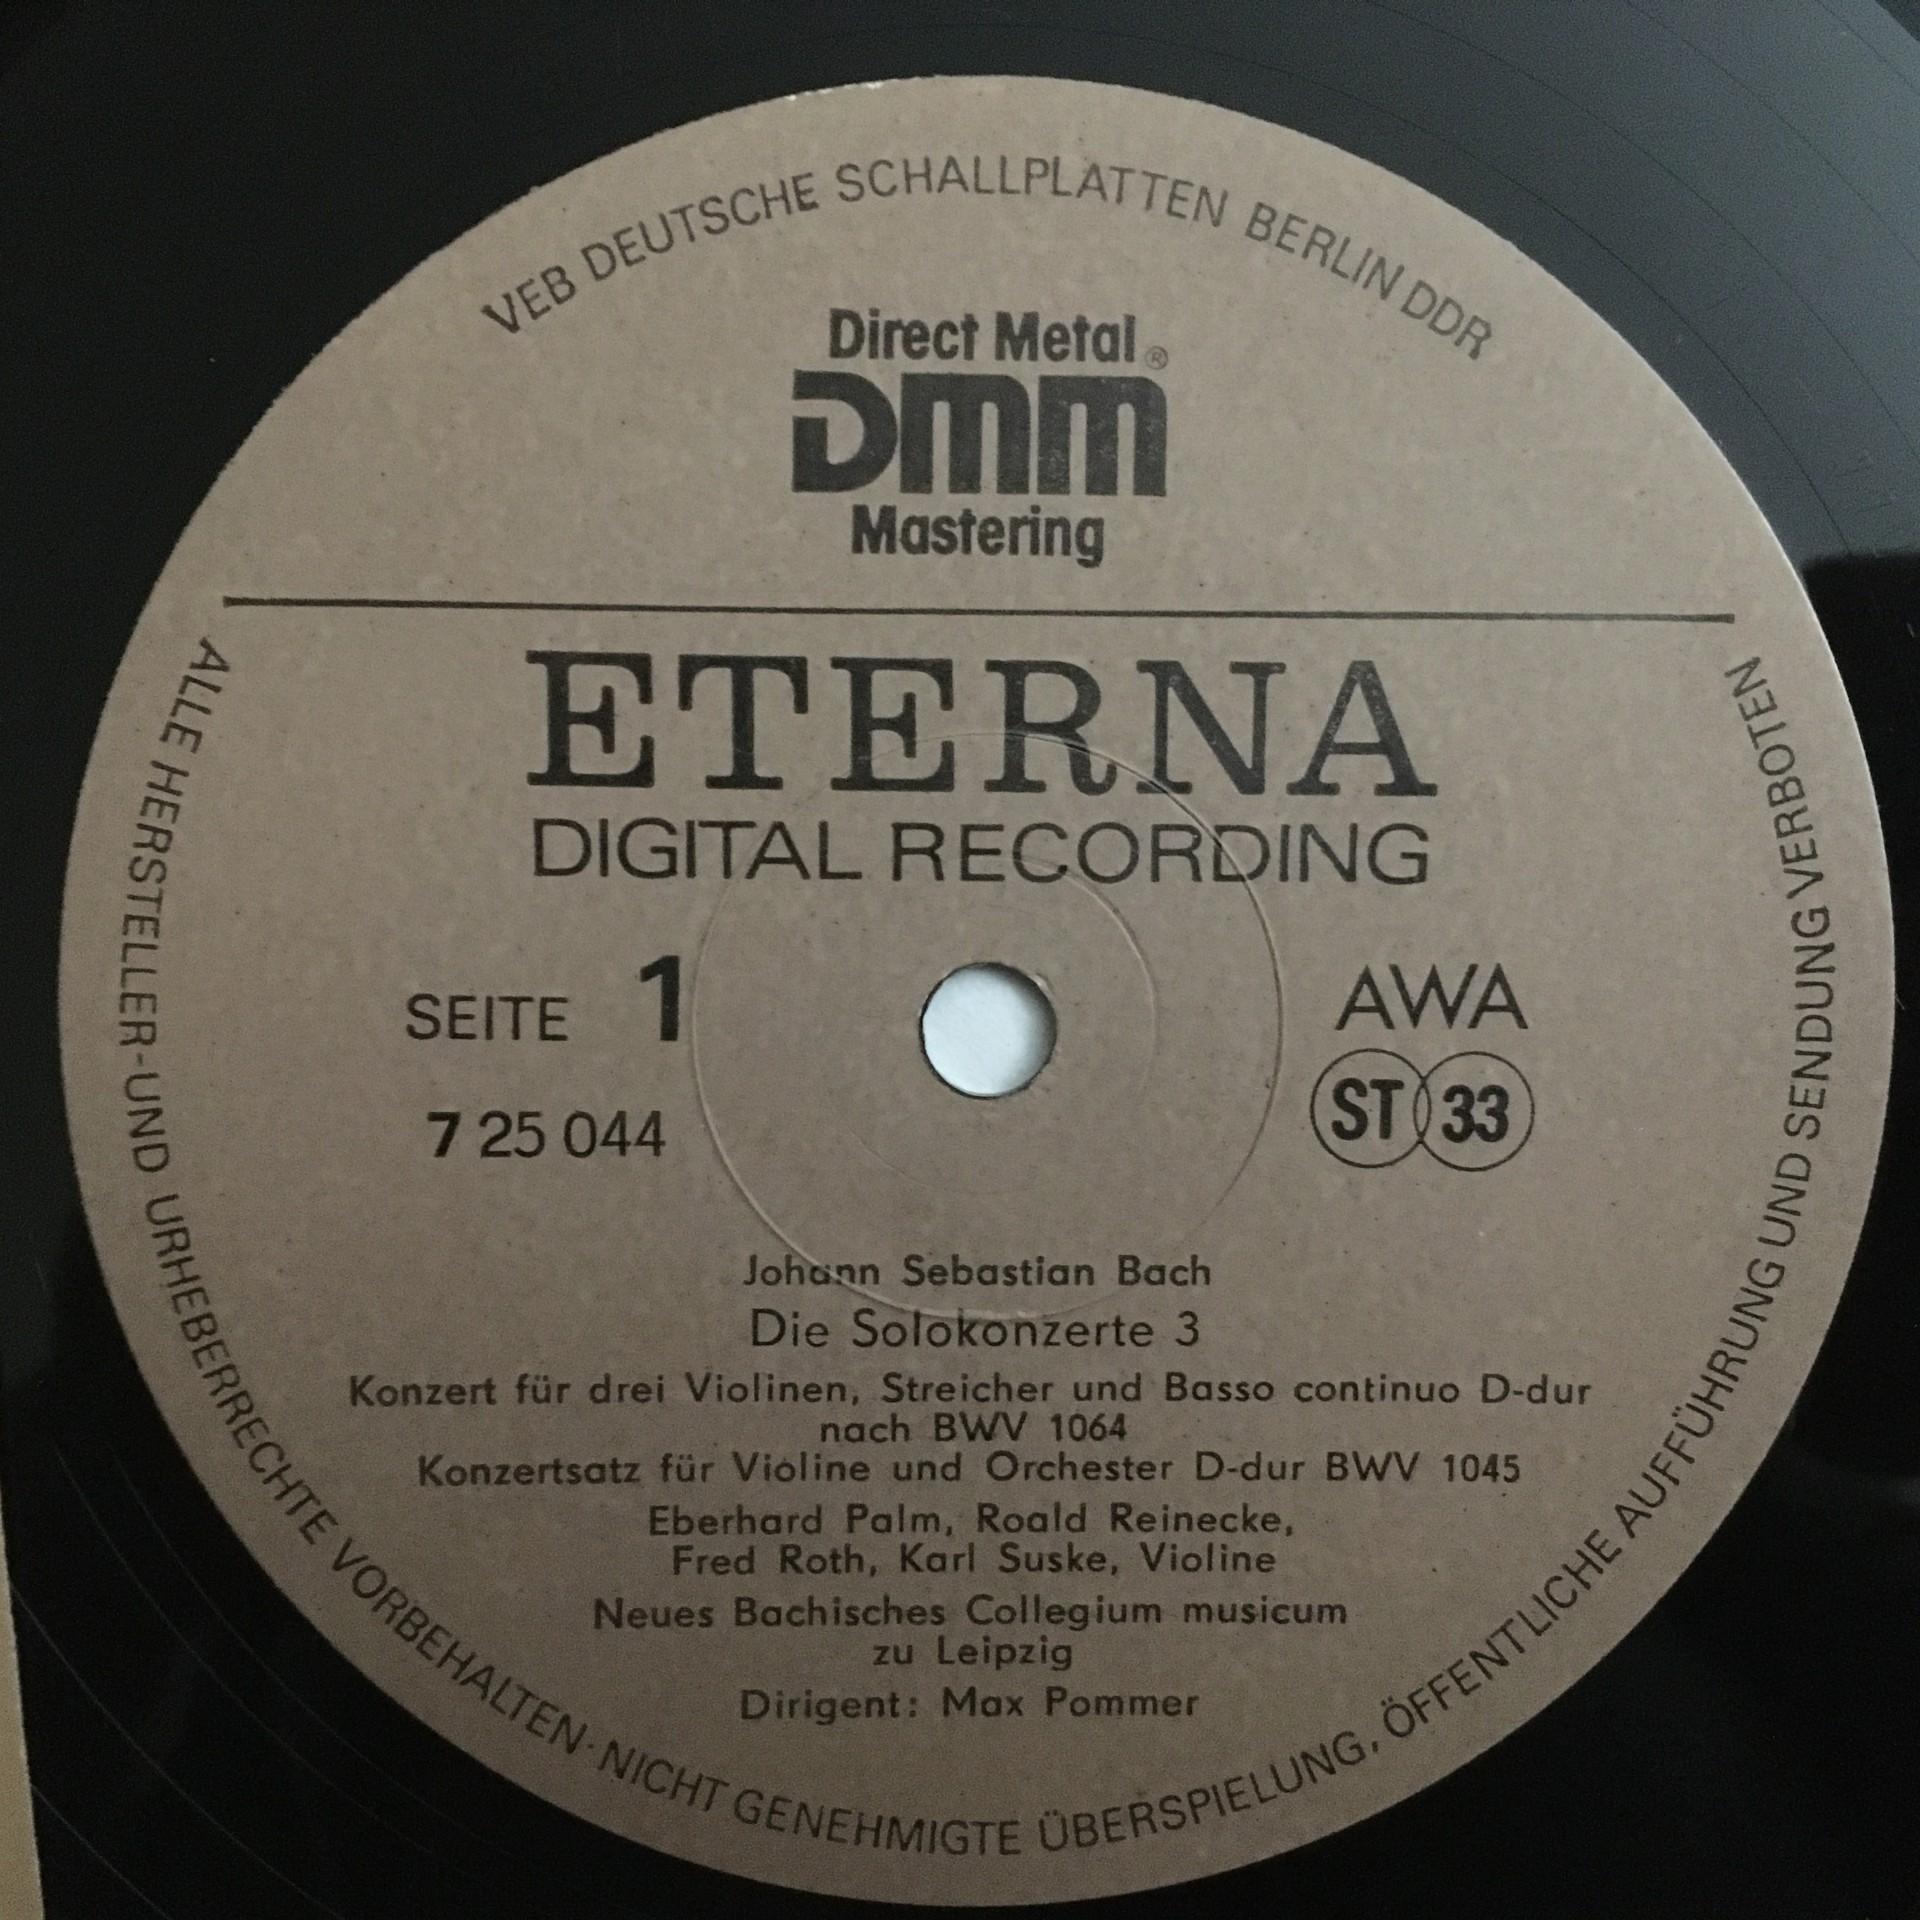 VEB DEUTSCHE SCHALLPLATTEN BERLIN DDR
Direct Metal ®
DMM
Mastering
ETERNA
DIGITAL RECORDING
SEITE 1
AWA
7 25 044
ST 33
Johann Sebastian Bach
Die Solokonzerte 3
Konzert für drei Violinen, Streicher und Basso continuo D-dur
nach BWV 1064
Konzertsatz für Violine und Orchester D-dur BWV 1045
Eberhard Palm, Roald Reinecke,
Fred Roth, Karl Suske, Violine
Neues Bachisches Collegium musicum
zu Leipzig
Dirigent: Max Pommer
ALLE HERSTELLER-UND URHEBERRECHTE VORBEHALTEN· NICHT GENEHMIGTE ÜBERSPIELUNG, ÖFFENTLICHE AUFFÜHRUNG UND SENDUNG VERBOTEN